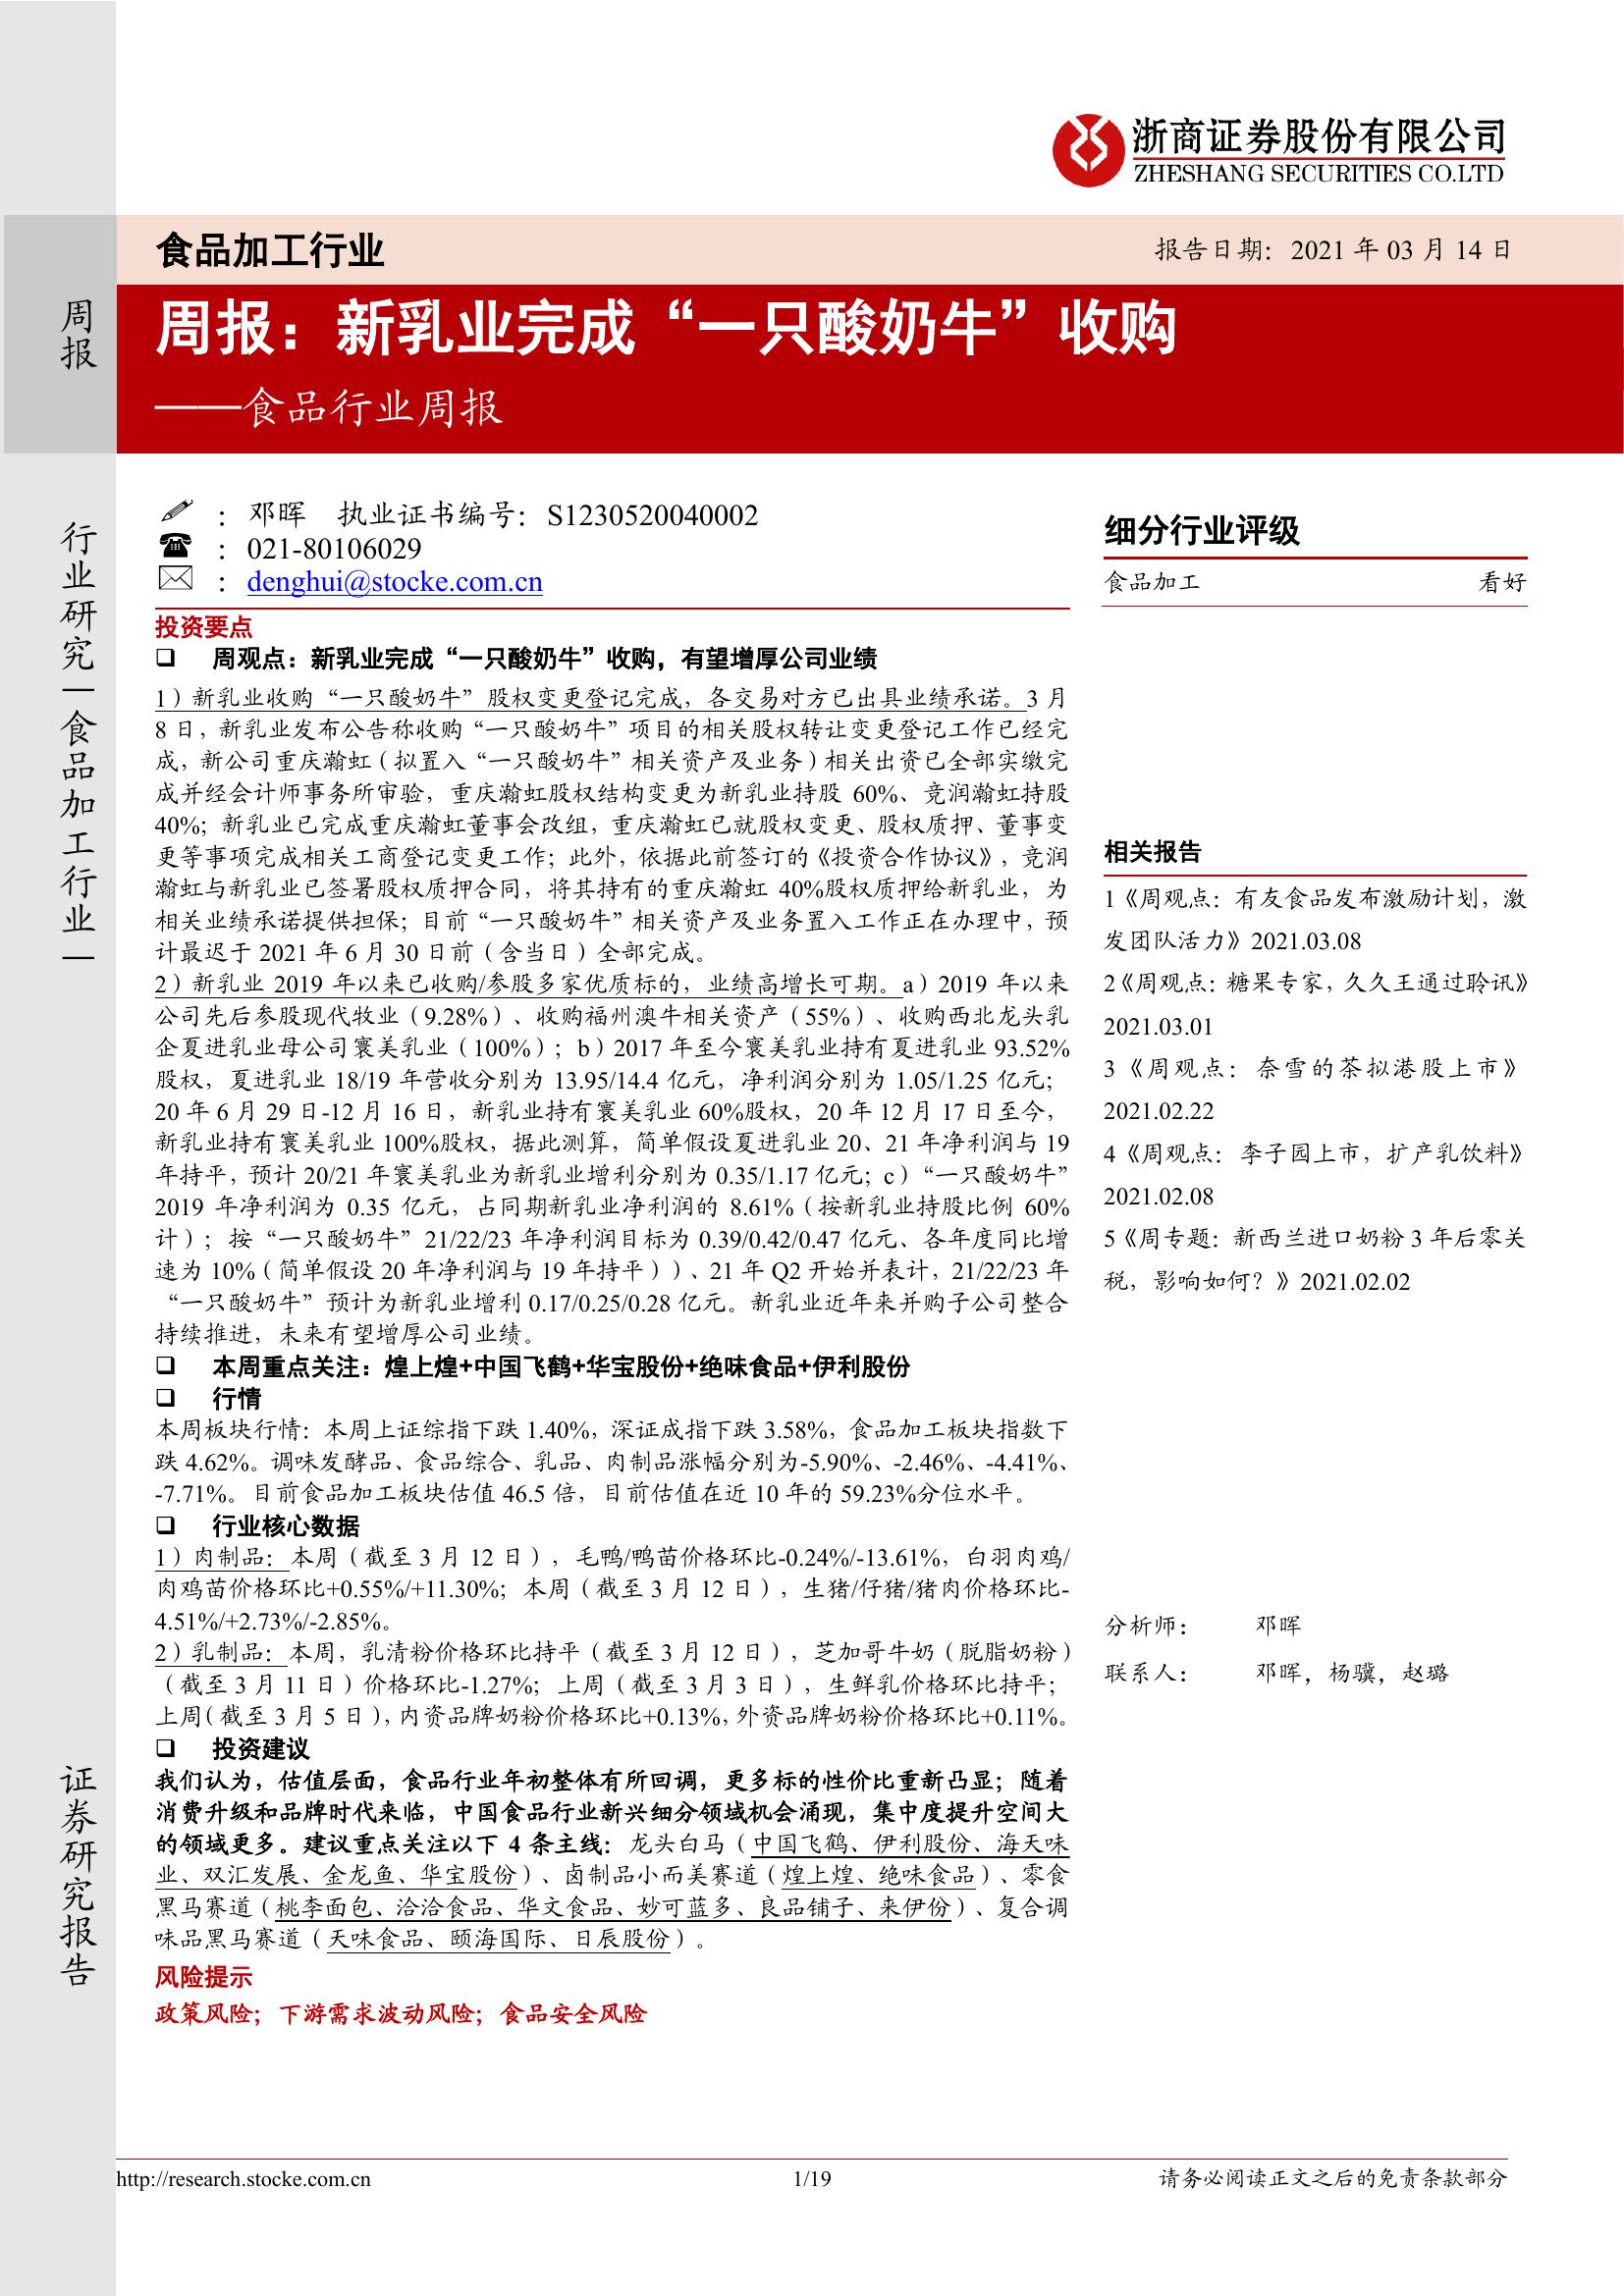 浙商证券股份有限公司
ZHESHANG SECURITIES CO.LTD
食品加工行业
报告日期：2021 年 03 月 14 日
周报：新乳业完成“一只酸奶牛”收购
——食品行业周报
周报
行业研究｜食品加工行业｜
证券研究报告
： 邓晖 执业证书编号：S1230520040002
： 021-80106029
： denghui@stocke.com.cn
投资要点
❑ 周观点：新乳业完成“一只酸奶牛”收购，有望增厚公司业绩
1）新乳业收购“一只酸奶牛”股权变更登记完成，各交易对方已出具业绩承诺。3 月
8 日，新乳业发布公告称收购“一只酸奶牛”项目的相关股权转让变更登记工作已经完
成，新公司重庆瀚虹（拟置入“一只酸奶牛”相关资产及业务）相关出资已全部实缴完
成并经会计师事务所审验，重庆瀚虹股权结构变更为新乳业持股 60%、竞润瀚虹持股
40%；新乳业已完成重庆瀚虹董事会改组，重庆瀚虹已就股权变更、股权质押、董事变
更等事项完成相关工商登记变更工作；此外，依据此前签订的《投资合作协议》，竞润
瀚虹与新乳业已签署股权质押合同，将其持有的重庆瀚虹 40%股权质押给新乳业，为
相关业绩承诺提供担保；目前“一只酸奶牛”相关资产及业务置入工作正在办理中，预
计最迟于 2021 年 6 月 30 日前（含当日）全部完成。
2）新乳业 2019 年以来已收购/参股多家优质标的，业绩高增长可期。a）2019 年以来
公司先后参股现代牧业（9.28%）、收购福州澳牛相关资产（55%）、收购西北龙头乳
企夏进乳业母公司寰美乳业（100%）；b）2017 年至今寰美乳业持有夏进乳业 93.52%
股权，夏进乳业 18/19 年营收分别为 13.95/14.4 亿元，净利润分别为 1.05/1.25 亿元；
20 年 6 月 29 日-12 月 16 日，新乳业持有寰美乳业 60%股权，20 年 12 月 17 日至今，
新乳业持有寰美乳业 100%股权，据此测算，简单假设夏进乳业 20、21 年净利润与 19
年持平，预计 20/21 年寰美乳业为新乳业增利分别为 0.35/1.17 亿元；c）“一只酸奶牛”
2019 年净利润为 0.35 亿元，占同期新乳业净利润的 8.61%（按新乳业持股比例 60%
计）；按“一只酸奶牛”21/22/23 年净利润目标为 0.39/0.42/0.47 亿元、各年度同比增
速为 10%（简单假设 20 年净利润与 19 年持平））、21 年 Q2 开始并表计，21/22/23 年
“一只酸奶牛”预计为新乳业增利 0.17/0.25/0.28 亿元。新乳业近年来并购子公司整合
持续推进，未来有望增厚公司业绩。
❑ 本周重点关注：煌上煌+中国飞鹤+华宝股份+绝味食品+伊利股份
❑ 行情
本周板块行情：本周上证综指下跌 1.40%，深证成指下跌 3.58%，食品加工板块指数下
跌 4.62%。调味发酵品、食品综合、乳品、肉制品涨幅分别为-5.90%、-2.46%、-4.41%、
-7.71%。目前食品加工板块估值 46.5 倍，目前估值在近 10 年的 59.23%分位水平。
❑ 行业核心数据
1）肉制品：本周（截至 3 月 12 日），毛鸭/鸭苗价格环比-0.24%/-13.61%，白羽肉鸡/
肉鸡苗价格环比+0.55%/+11.30%；本周（截至 3 月 12 日），生猪/仔猪/猪肉价格环比-
4.51%/+2.73%/-2.85%。
2）乳制品：本周，乳清粉价格环比持平（截至 3 月 12 日），芝加哥牛奶（脱脂奶粉）
（截至 3 月 11 日）价格环比-1.27%；上周（截至 3 月 3 日），生鲜乳价格环比持平；
上周（截至 3 月 5 日），内资品牌奶粉价格环比+0.13%，外资品牌奶粉价格环比+0.11%。
❑ 投资建议
我们认为，估值层面，食品行业年初整体有所回调，更多标的性价比重新凸显；随着
消费升级和品牌时代来临，中国食品行业新兴细分领域机会涌现，集中度提升空间大
的领域更多。建议重点关注以下 4 条主线：龙头白马（中国飞鹤、伊利股份、海天味
业、双汇发展、金龙鱼、华宝股份）、卤制品小而美赛道（煌上煌、绝味食品）、零食
黑马赛道（桃李面包、洽洽食品、华文食品、妙可蓝多、良品铺子、来伊份）、复合调
味品黑马赛道（天味食品、颐海国际、日辰股份）。
风险提示
政策风险；下游需求波动风险；食品安全风险
细分行业评级
食品加工 看好
相关报告
1《周观点：有友食品发布激励计划，激
发团队活力》2021.03.08
2《周观点：糖果专家，久久王通过聆讯》
2021.03.01
3《周观点：奈雪的茶拟港股上市》
2021.02.22
4《周观点：李子园上市，扩产乳饮料》
2021.02.08
5《周专题：新西兰进口奶粉 3 年后零关
税，影响如何？》2021.02.02
分析师： 邓晖
联系人： 邓晖，杨骥，赵璐
http://research.stocke.com.cn
1/19
请务必阅读正文之后的免责条款部分